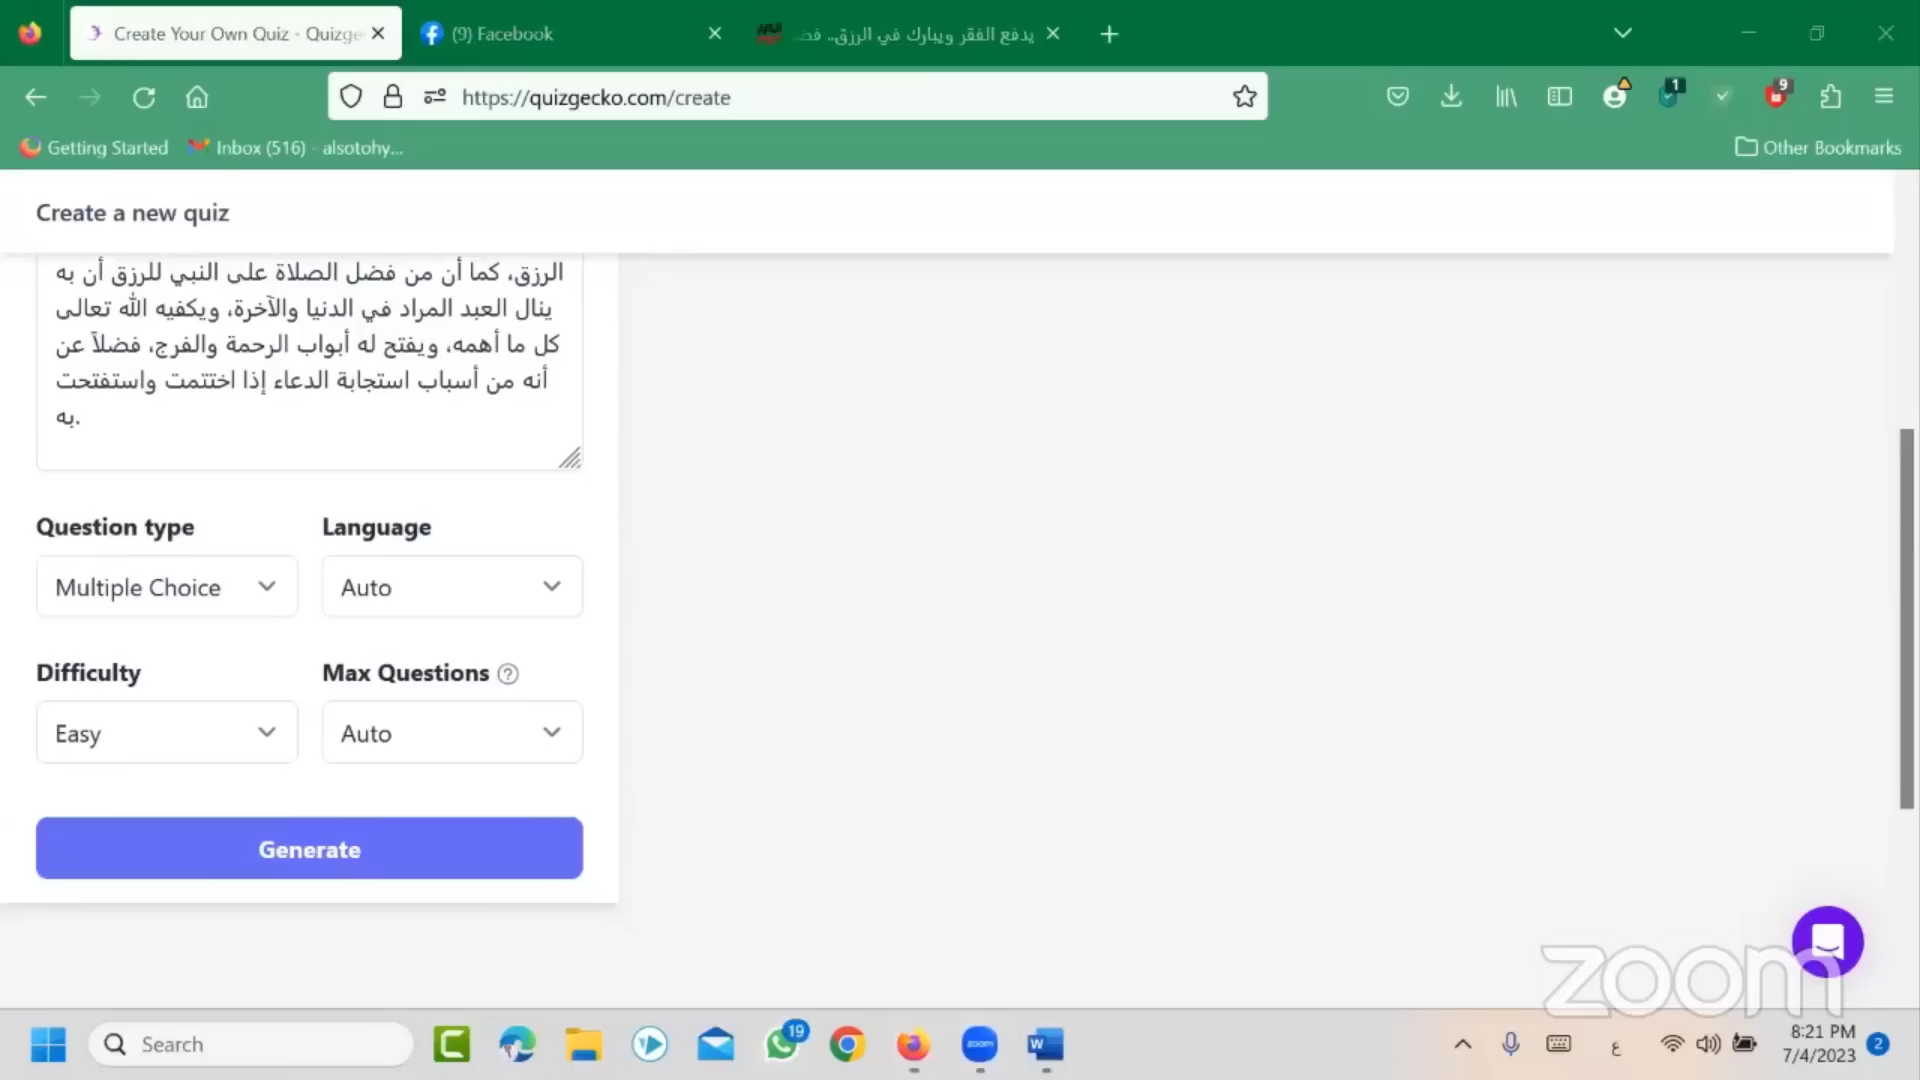 Create Your Own Quiz - Quizge
(9) Facebook
يدفع الفقر ويبارك في الرزق.. فضـ
https://quizgecko.com/create
1
9
Getting Started
Inbox (516) - alsotohy...
Other Bookmarks
Create a new quiz
الرزق، كما أن من فضل الصلاة على النبي للرزق أن به
ينال العبد المراد في الدنيا والآخرة، ويكفيه الله تعالى
كل ما أهمه، ويفتح له أبواب الرحمة والفرج، فضلاً عن
أنه من أسباب استجابة الدعاء إذا اختتمت واستفتحت
به.
Question type
Language
Multiple Choice
Auto
Difficulty
Max Questions ?
Easy
Auto
Generate
zoom
Search
19
zoom
W
ع
8:21 PM
7/4/2023
2